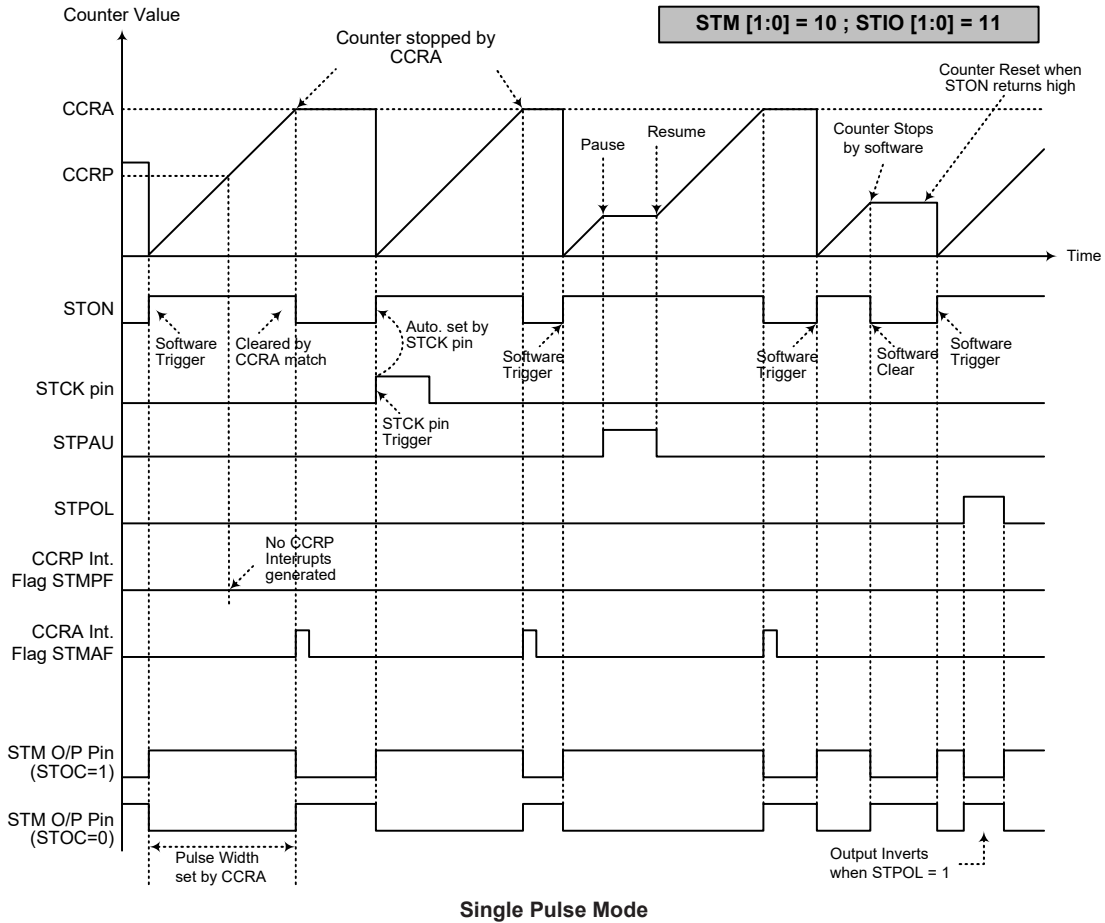 Counter Value
STM [1:0] = 10 ; STIO [1:0] = 11
Counter stopped by
CCRA
Counter Reset when
STON returns high
CCRA
CCRP
Pause
Resume
Counter Stops
by software
Time
STON
Software
Trigger
Cleared by
CCRA match
Auto. set by
STCK pin
Software
Trigger
Software
Trigger
Software
Clear
Software
Trigger
STCK pin
STCK pin
Trigger
STPAU
STPOL
No CCRP
Interrupts
generated
CCRP Int.
Flag STMPF
CCRA Int.
Flag STMAF
STM O/P Pin
(STOC=1)
STM O/P Pin
(STOC=0)
Pulse Width
set by CCRA
Output Inverts
when STPOL = 1
Single Pulse Mode